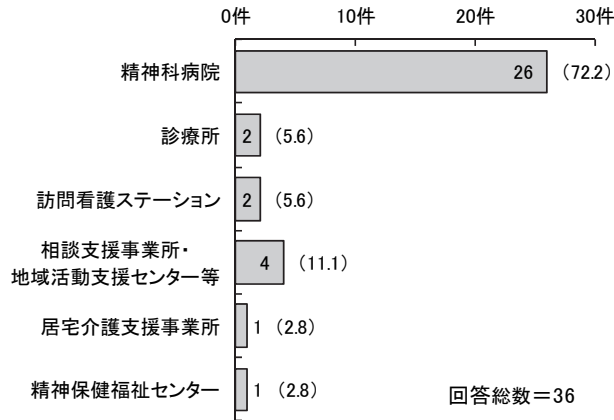 0件 10件 20件 30件
精神科病院 26 （72.2）
診療所 2 （5.6）
訪問看護ステーション 2 （5.6）
相談支援事業所・
地域活動支援センター等 4 （11.1）
居宅介護支援事業所 1 （2.8）
精神保健福祉センター 1 （2.8）
回答総数＝36